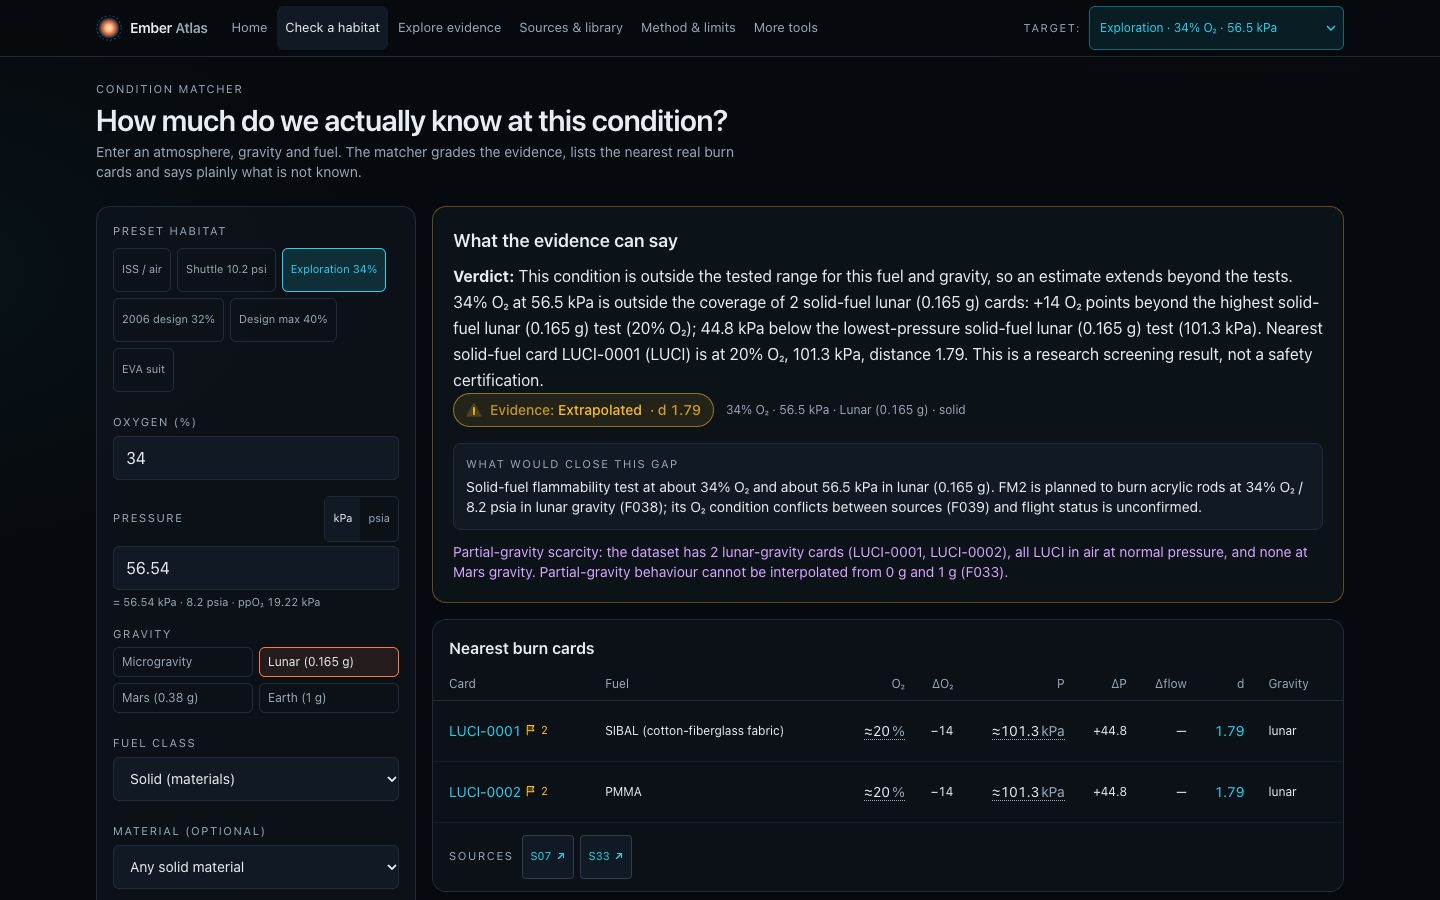 Ember Atlas
Home
Check a habitat
Explore evidence
Sources & library
Method & limits
More tools
TARGET:
Exploration · 34% O₂ · 56.5 kPa
CONDITION MATCHER
How much do we actually know at this condition?
Enter an atmosphere, gravity and fuel. The matcher grades the evidence, lists the nearest real burn
cards and says plainly what is not known.
PRESET HABITAT
ISS / air
Shuttle 10.2 psi
Exploration 34%
2006 design 32%
Design max 40%
EVA suit
OXYGEN (%)
34
PRESSURE
kPa
psia
56.54
= 56.54 kPa · 8.2 psia · ppO₂ 19.22 kPa
GRAVITY
Microgravity
Lunar (0.165 g)
Mars (0.38 g)
Earth (1 g)
FUEL CLASS
Solid (materials)
MATERIAL (OPTIONAL)
Any solid material
What the evidence can say
Verdict: This condition is outside the tested range for this fuel and gravity, so an estimate extends beyond the tests.
34% O₂ at 56.5 kPa is outside the coverage of 2 solid-fuel lunar (0.165 g) cards: +14 O₂ points beyond the highest solid-
fuel lunar (0.165 g) test (20% O₂); 44.8 kPa below the lowest-pressure solid-fuel lunar (0.165 g) test (101.3 kPa). Nearest
solid-fuel card LUCI-0001 (LUCI) is at 20% O₂, 101.3 kPa, distance 1.79. This is a research screening result, not a safety
certification.
Evidence: Extrapolated · d 1.79
34% O₂ · 56.5 kPa · Lunar (0.165 g) · solid
WHAT WOULD CLOSE THIS GAP
Solid-fuel flammability test at about 34% O₂ and about 56.5 kPa in lunar (0.165 g). FM2 is planned to burn acrylic rods at 34% O₂ /
8.2 psia in lunar gravity (F038); its O₂ condition conflicts between sources (F039) and flight status is unconfirmed.
Partial-gravity scarcity: the dataset has 2 lunar-gravity cards (LUCI-0001, LUCI-0002), all LUCI in air at normal pressure, and none at
Mars gravity. Partial-gravity behaviour cannot be interpolated from 0 g and 1 g (F033).
Nearest burn cards
Card Fuel O₂ ΔO₂ P ΔP Δflow d Gravity
LUCI-0001 2 SIBAL (cotton-fiberglass fabric) ≈20 % −14 ≈101.3 kPa +44.8 — 1.79 lunar
LUCI-0002 2 PMMA ≈20 % −14 ≈101.3 kPa +44.8 — 1.79 lunar
SOURCES S07 ↗ S33 ↗